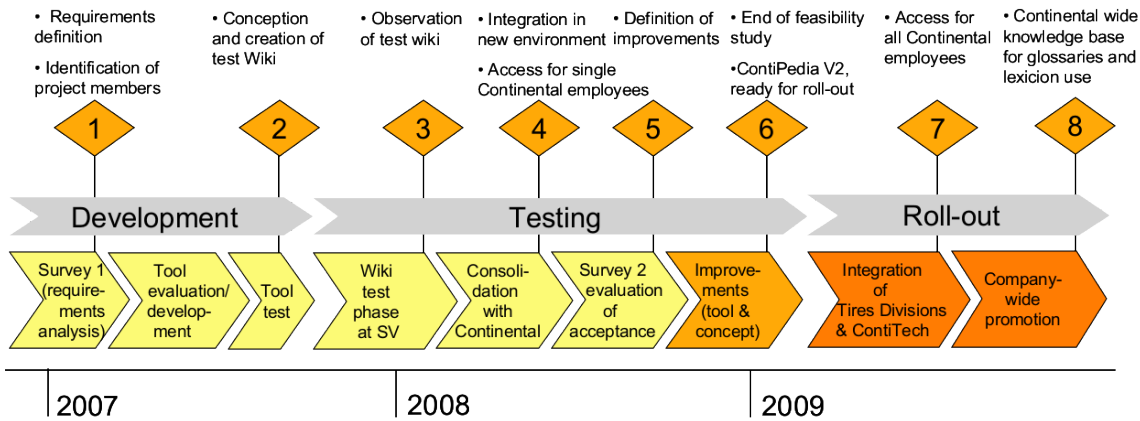 • Requirements
definition
• Identification of
project members
• Conception
and creation of
test Wiki
• Observation
of test wiki
• Integration in
new environment
• Access for single
Continental employees
• Definition of
improvements
• End of feasibility
study
•ContiPedia V2,
ready for roll-out
• Access for
all Continental
employees
• Continental wide
knowledge base
for glossaries and
lexicion use
1
2
3
4
5
6
7
8
Development
Testing
Roll-out
Survey 1
(require-
ments
analysis)
Tool
evaluation/
develop-
ment
Tool
test
Wiki
test
phase
at SV
Consoli-
dation
with
Continental
Survey 2
evaluation
of
acceptance
Improve-
ments
(tool &
concept)
Integration
of
Tires Divisions
& ContiTech
Company-
wide
promotion
2007
2008
2009